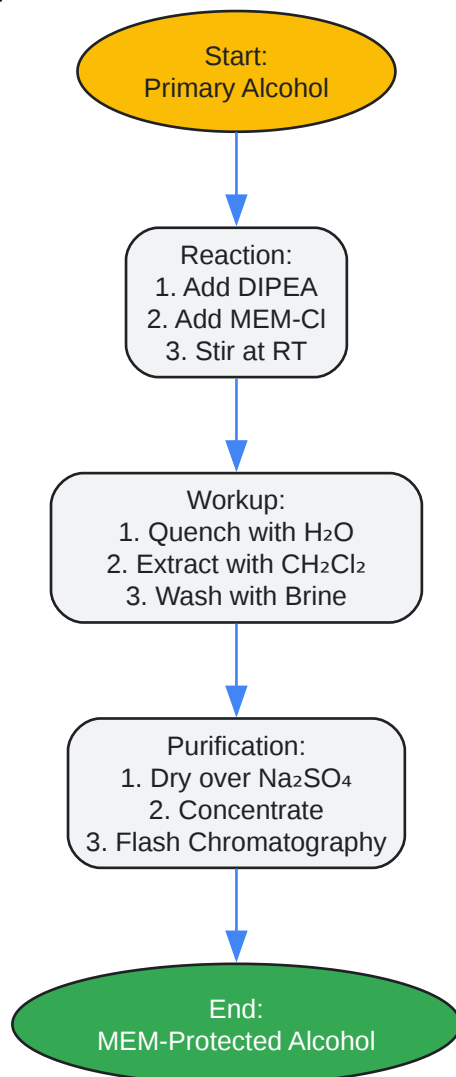 Start:
Primary Alcohol
Reaction:
1. Add DIPEA
2. Add MEM-Cl
3. Stir at RT
Workup:
1. Quench with H₂O
2. Extract with CH₂Cl₂
3. Wash with Brine
Purification:
1. Dry over Na₂SO₄
2. Concentrate
3. Flash Chromatography
End:
MEM-Protected Alcohol